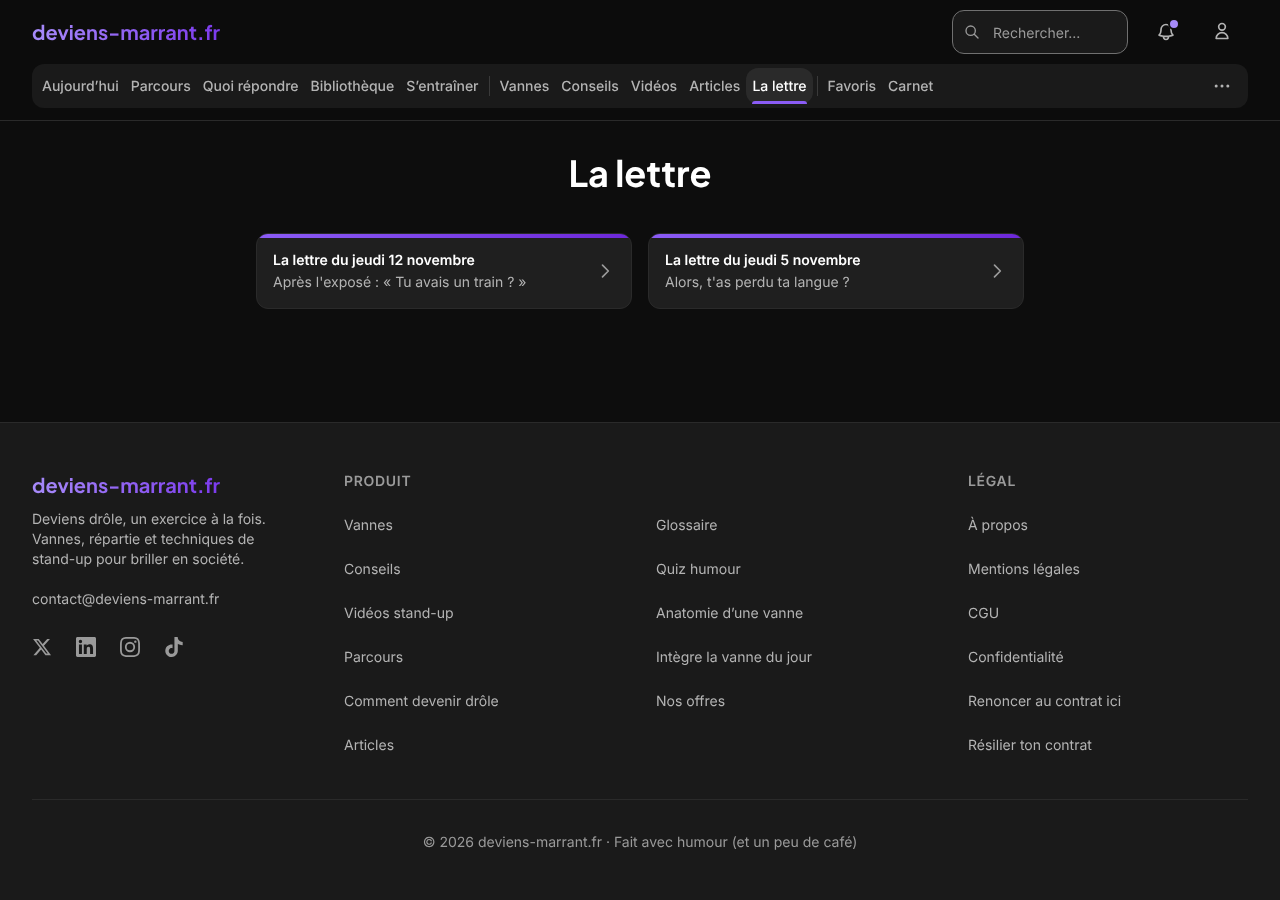 deviens-marrant.fr
Rechercher...
Aujourd’hui Parcours Quoi répondre Bibliothèque S’entraîner Vannes Conseils Vidéos Articles La lettre Favoris Carnet
La lettre
La lettre du jeudi 12 novembre
Après l'exposé : « Tu avais un train ? »
La lettre du jeudi 5 novembre
Alors, t'as perdu ta langue ?
deviens-marrant.fr
Deviens drôle, un exercice à la fois.
Vannes, répartie et techniques de
stand-up pour briller en société.
contact@deviens-marrant.fr
PRODUIT
Vannes
Conseils
Vidéos stand-up
Parcours
Comment devenir drôle
Articles
Glossaire
Quiz humour
Anatomie d’une vanne
Intègre la vanne du jour
Nos offres
LÉGAL
À propos
Mentions légales
CGU
Confidentialité
Renoncer au contrat ici
Résilier ton contrat
© 2026 deviens-marrant.fr · Fait avec humour (et un peu de café)